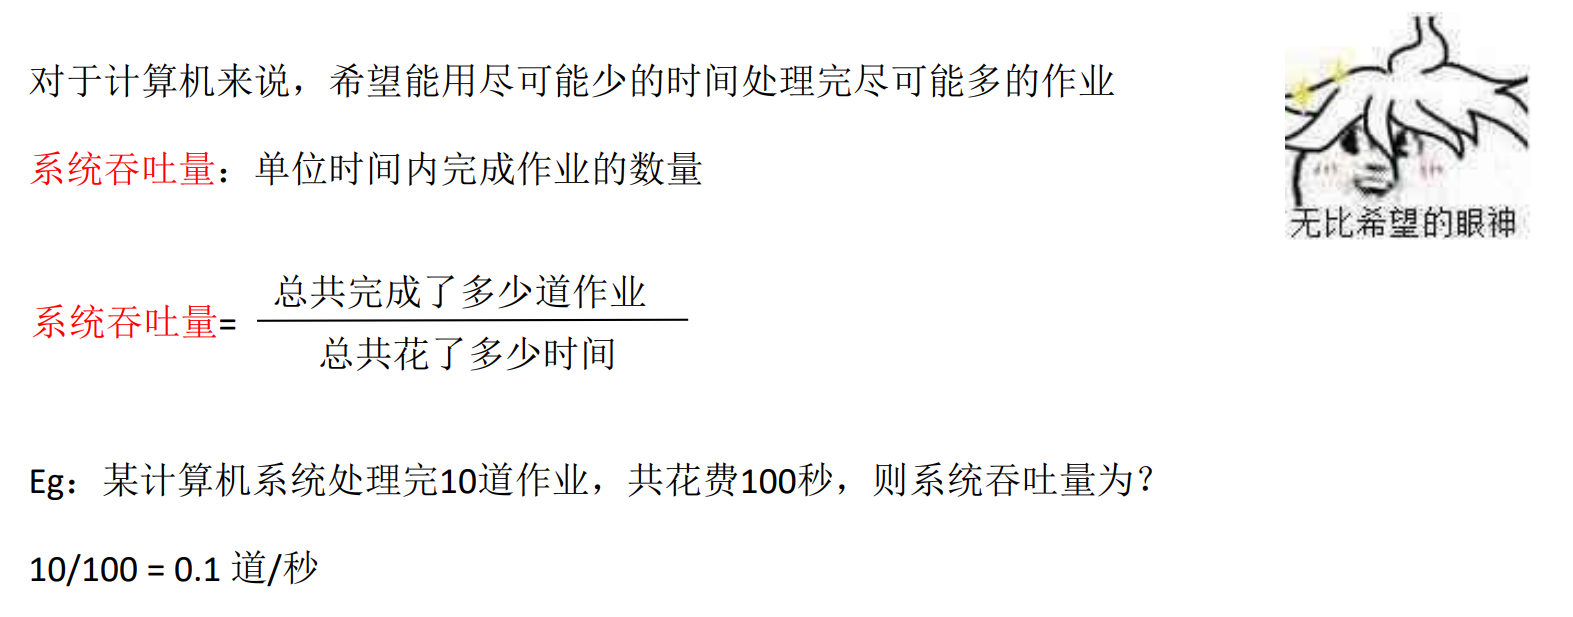 对于计算机来说，希望能用尽可能少的时间处理完尽可能多的作业
系统吞吐量：单位时间内完成作业的数量
无比希望的眼神
总共完成了多少道作业
系统吞吐量=
总共花了多少时间
Eg：某计算机系统处理完10道作业，共花费100秒，则系统吞吐量为？
10/100 = 0.1 道/秒